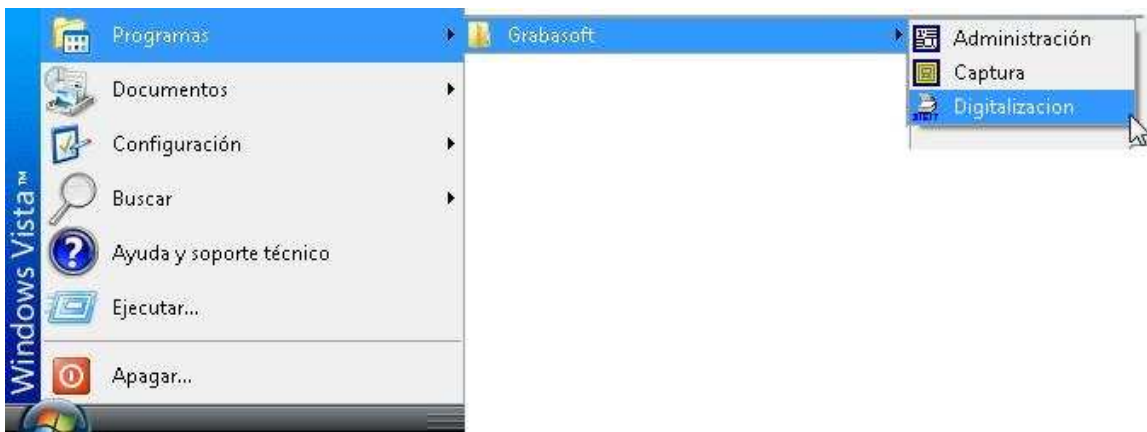 Programas
Documentos
Configuración
Buscar
Ayuda y soporte técnico
Ejecutar...
Apagar...
Windows Vista™
Grabasoft
Administración
Captura
Digitalizacion